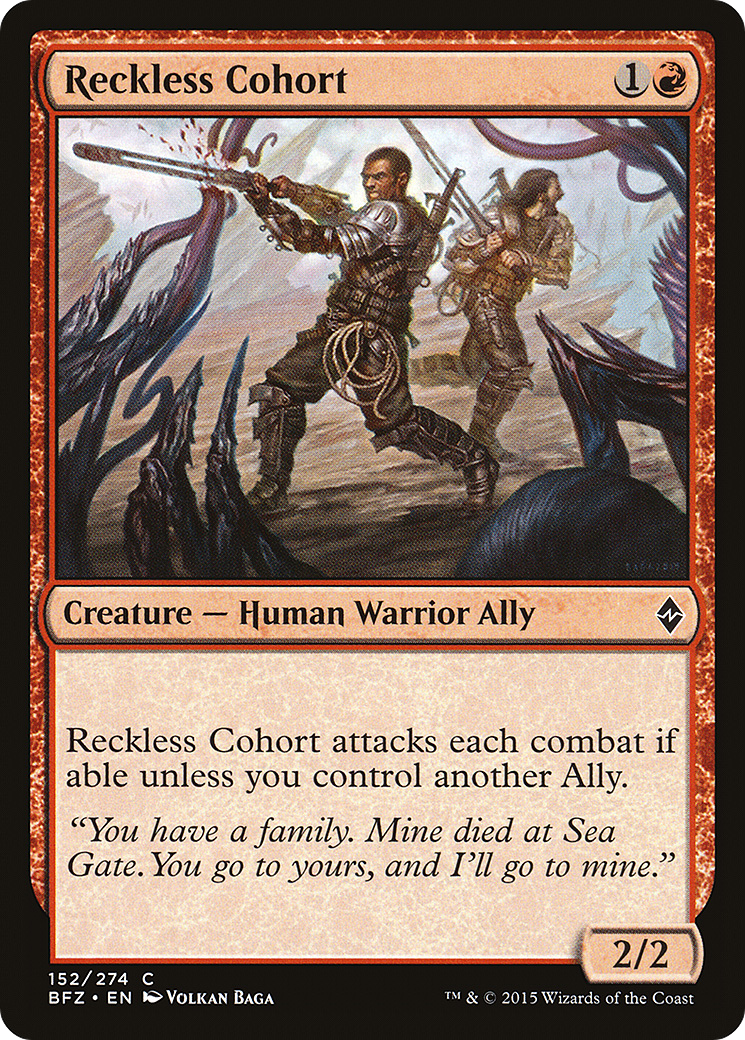 Reckless Cohort 1
Creature — Human Warrior Ally
Reckless Cohort attacks each combat if
able unless you control another Ally.
“You have a family. Mine died at Sea
Gate. You go to yours, and I’ll go to mine.”
2/2
152/274 C
BFZ • EN Volkan Baga
™ & © 2015 Wizards of the Coast